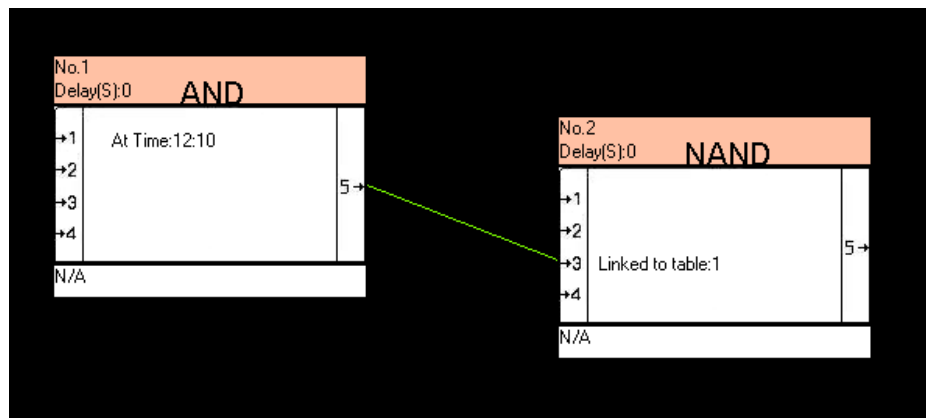 No.1
Delay(S):0 AND
→1 At Time:12:10
→2
→3
→4
5→
N/A
No.2
Delay(S):0 NAND
→1
→2
→3 Linked to table:1
→4
5→
N/A